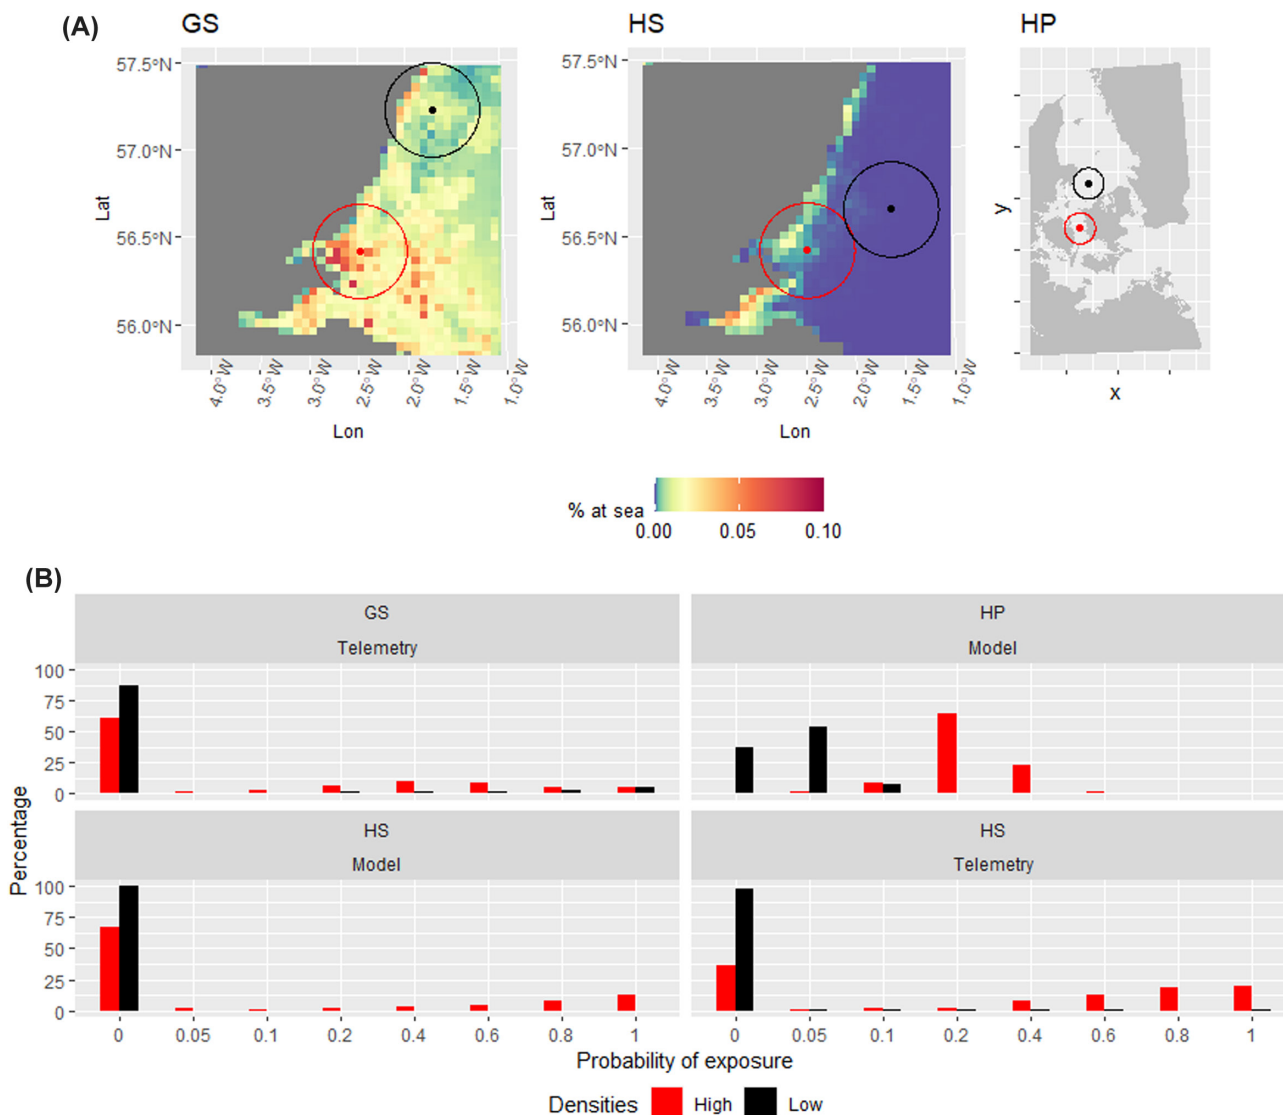 (A)
GS
HS
HP
57.5°N
57.0°N
56.5°N
56.0°N
Lat
4.0°W
3.5°W
3.0°W
2.5°W
2.0°W
1.5°W
1.0°W
Lon
57.5°N
57.0°N
56.5°N
56.0°N
Lat
4.0°W
3.5°W
3.0°W
2.5°W
2.0°W
1.5°W
1.0°W
Lon
y
x
% at sea
0.00 0.05 0.10
(B)
GS
Telemetry
HP
Model
100
75
50
25
0
HS
Model
HS
Telemetry
100
75
50
25
0
Percentage
0 0.05 0.1 0.2 0.4 0.6 0.8 1
0 0.05 0.1 0.2 0.4 0.6 0.8 1
Probability of exposure
Densities High Low